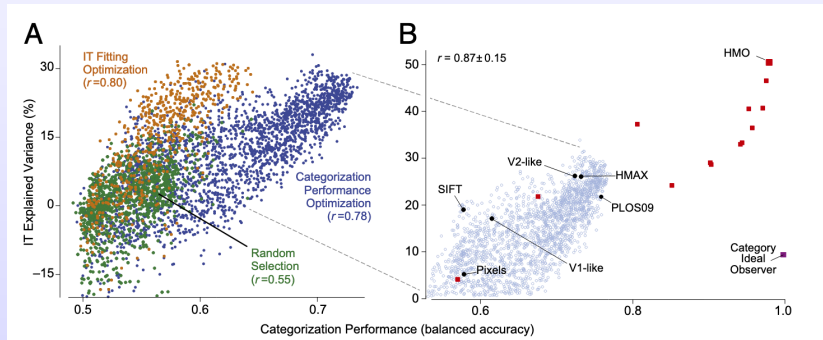 A
IT Fitting
Optimization
(r=0.80)
Categorization
Performance
Optimization
(r=0.78)
Random
Selection
(r=0.55)
IT Explained Variance (%)
30
15
0
−15
0.5
0.6
0.7
B
r = 0.87±0.15
HMO
V2-like
HMAX
SIFT
PLOS09
V1-like
Pixels
Category
Ideal
Observer
50
40
30
20
10
0
0.6
0.8
1.0
Categorization Performance (balanced accuracy)